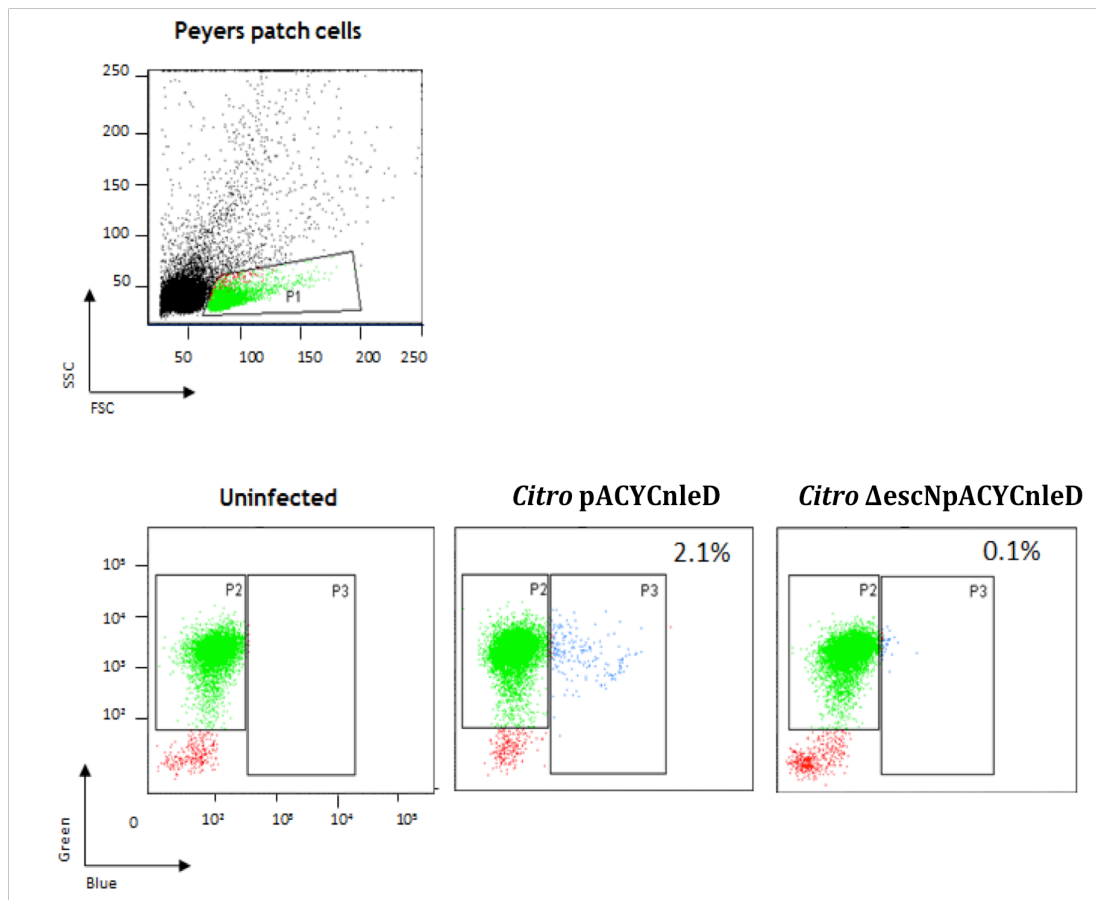 Peyers patch cells
250
200
150
100
50
P1
50 100 150 200 250
SSC
FSC
Uninfected
Citro pACYCnleD
Citro ΔescNpACYCnleD
10⁵
10⁴
10³
10²
P2 P3
2.1%
P2 P3
0.1%
P2 P3
0 10² 10³ 10⁴ 10⁵
Green
Blue